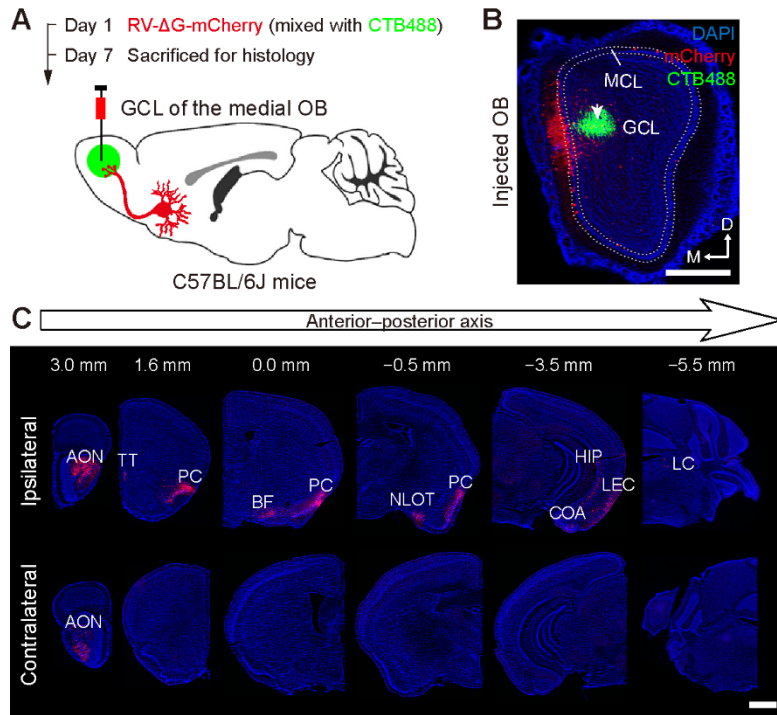 A
Day 1 RV-ΔG-mCherry (mixed with CTB488)
Day 7 Sacrificed for histology
GCL of the medial OB
C57BL/6J mice
B
Injected OB
DAPI
mCherry
CTB488
MCL
GCL
D
M
C
Anterior–posterior axis
3.0 mm 1.6 mm 0.0 mm −0.5 mm −3.5 mm −5.5 mm
Ipsilateral
AON
TT
PC
BF
PC
NLOT
PC
HIP
LEC
COA
LC
Contralateral
AON